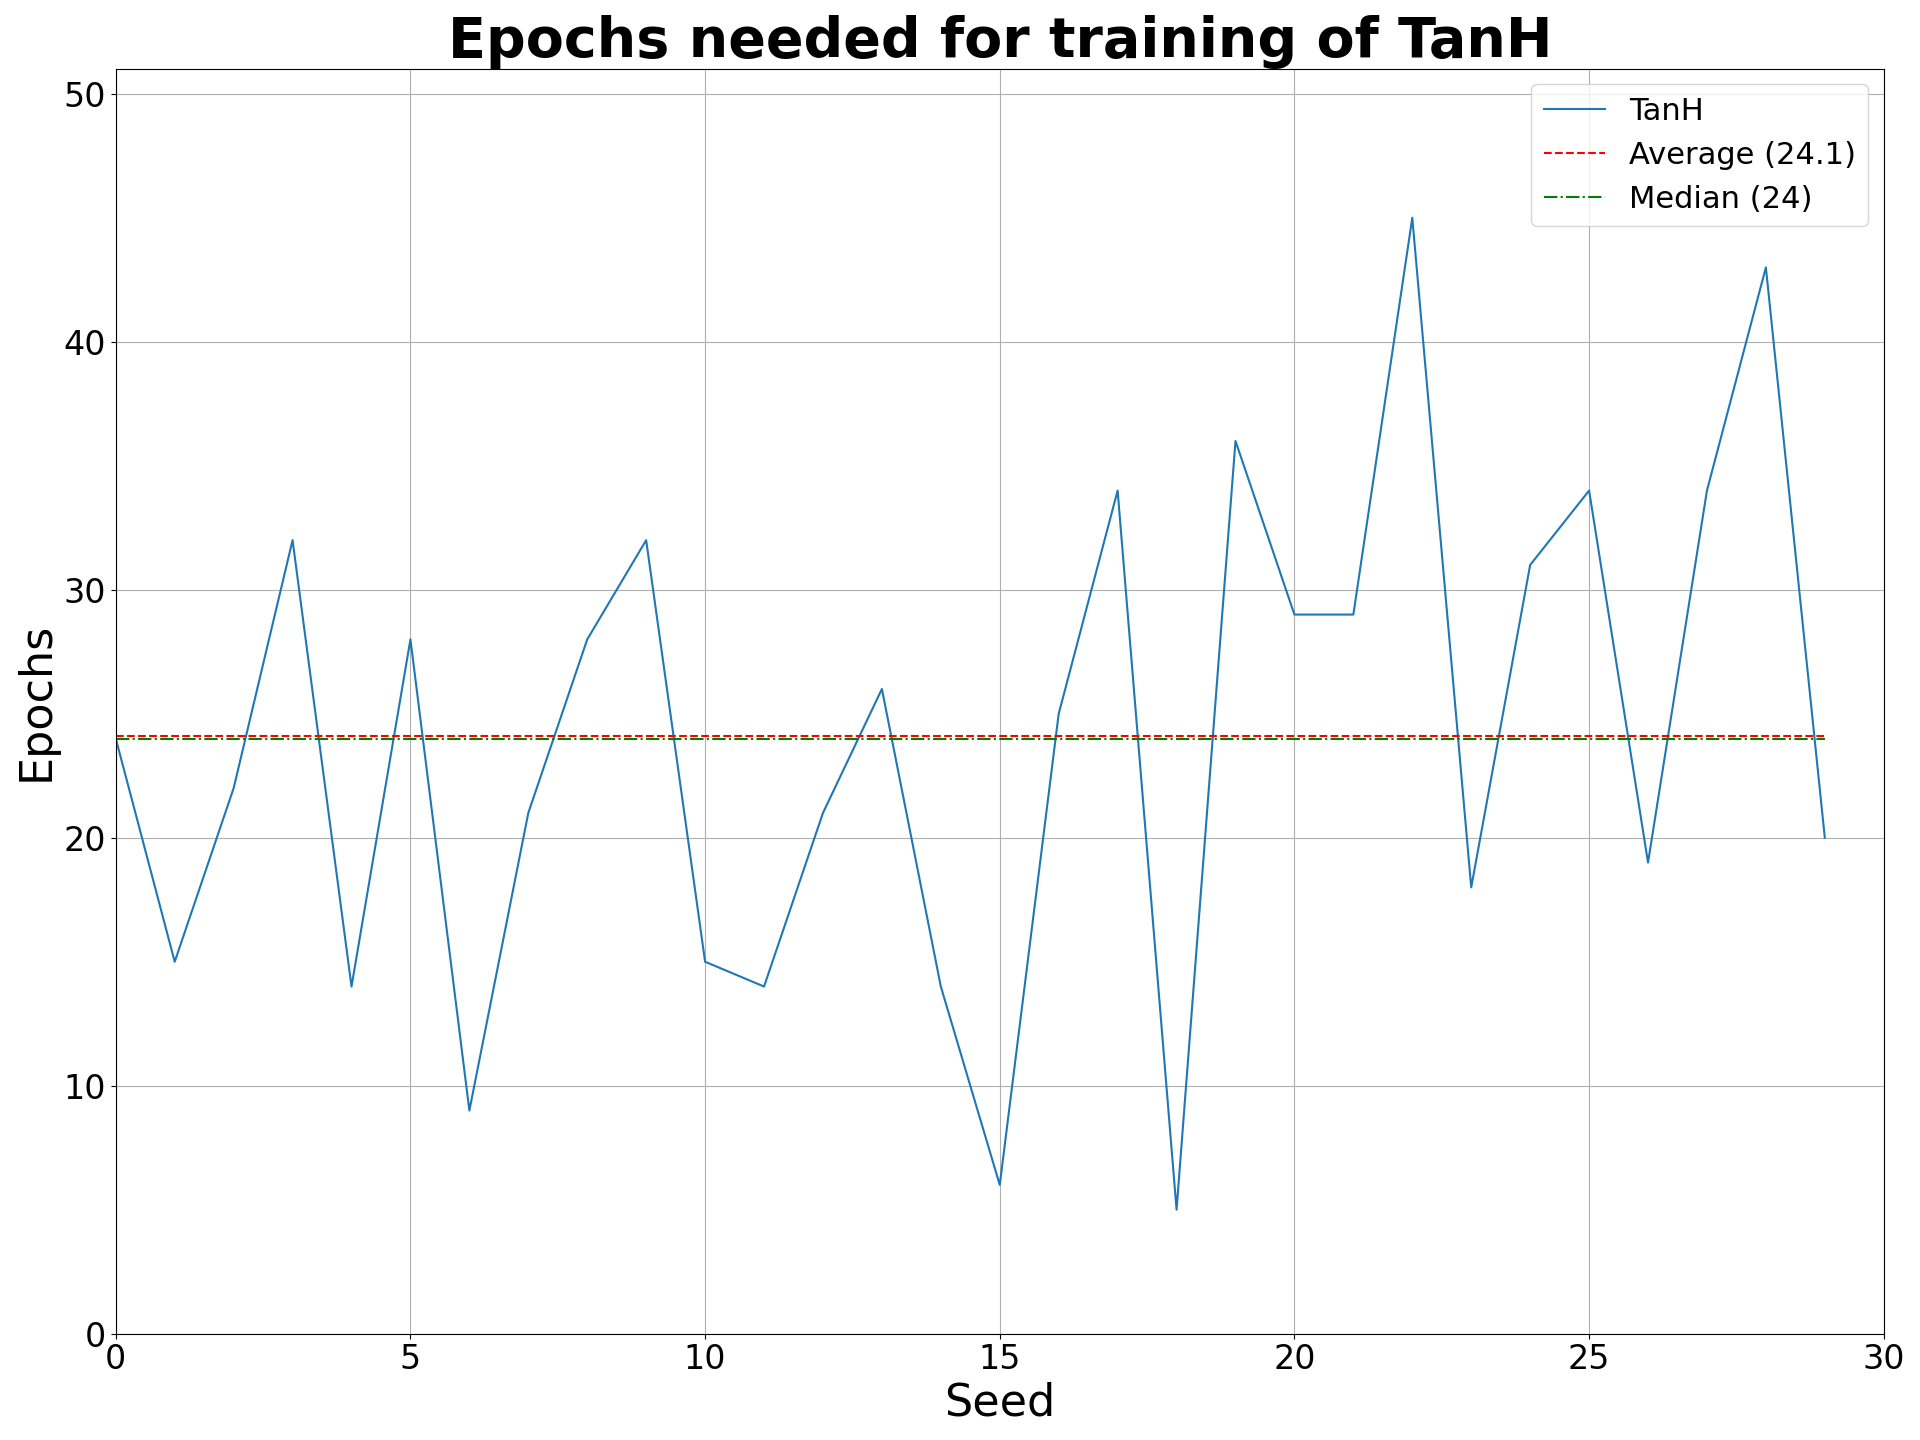 Epochs needed for training of TanH
TanH
Average (24.1)
Median (24)
50
40
30
20
10
0
Epochs
0 5 10 15 20 25 30
Seed